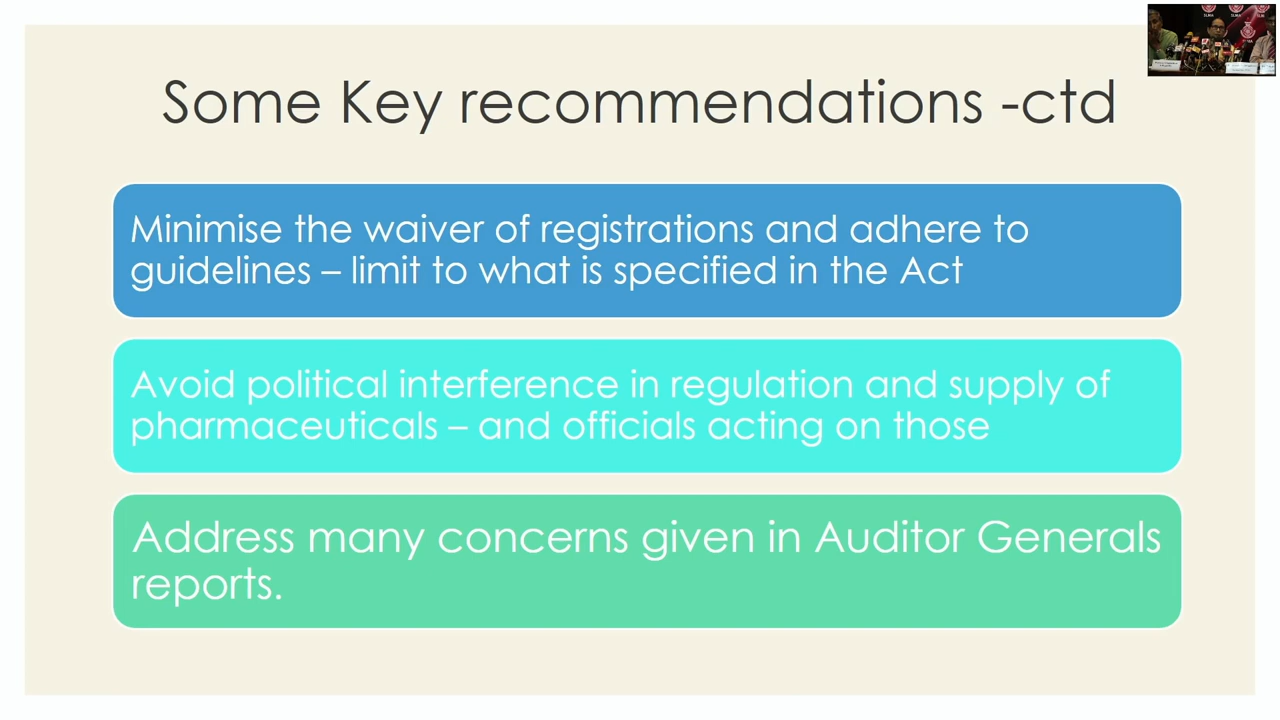 Some Key recommendations -ctd
Minimise the waiver of registrations and adhere to
guidelines – limit to what is specified in the Act
Avoid political interference in regulation and supply of
pharmaceuticals – and officials acting on those
Address many concerns given in Auditor Generals
reports.